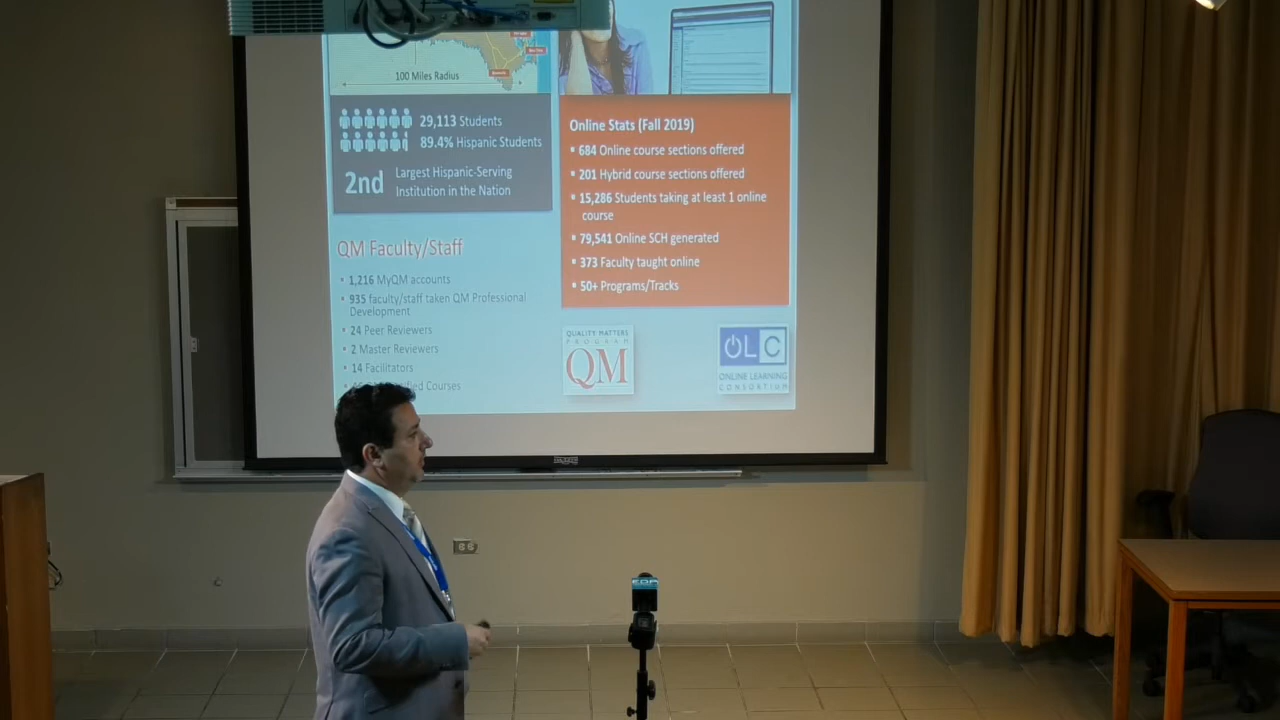 100 Miles Radius
29,113 Students
89.4% Hispanic Students
2nd
Largest Hispanic-Serving
Institution in the Nation
QM Faculty/Staff
1,216 MyQM accounts
935 faculty/staff taken QM Professional
Development
24 Peer Reviewers
2 Master Reviewers
14 Facilitators
Courses
Online Stats (Fall 2019)
684 Online course sections offered
201 Hybrid course sections offered
15,286 Students taking at least 1 online
course
79,541 Online SCH generated
373 Faculty taught online
50+ Programs/Tracks
QUALITY MATTERS
PROGRAM
QM
OLC
ONLINE LEARNING
CONSORTIUM